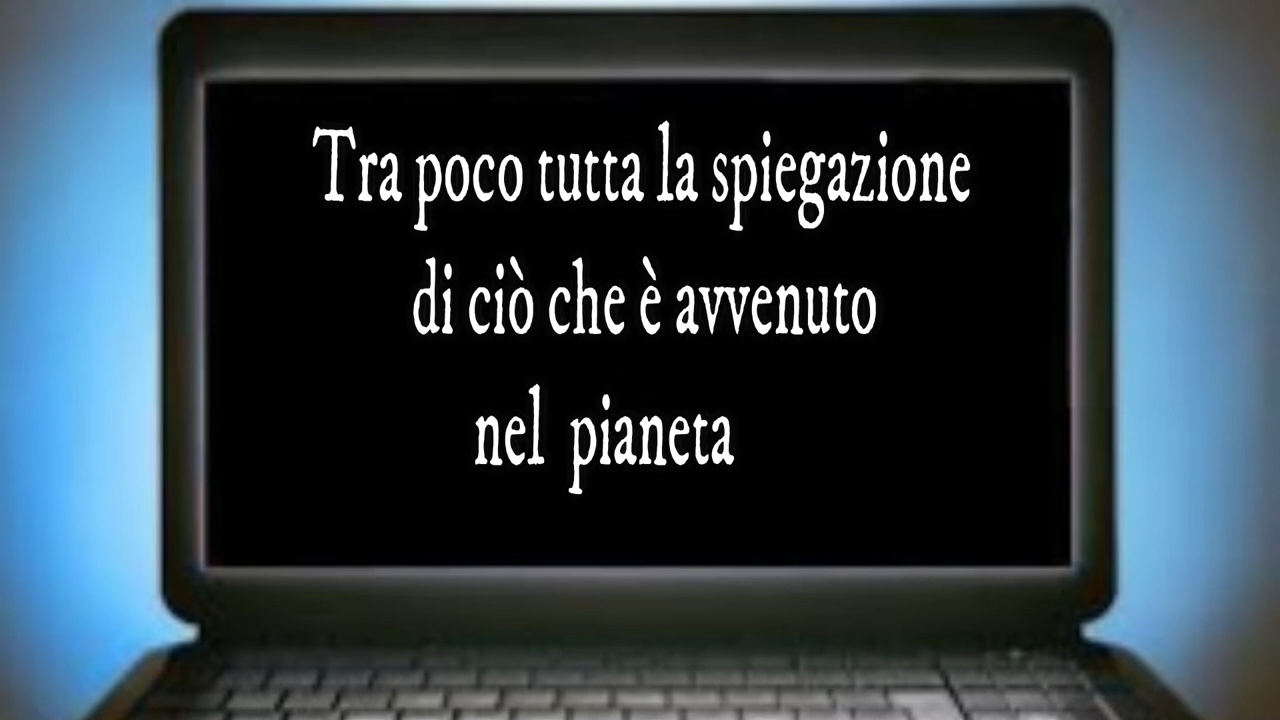 Tra poco tutta la spiegazione
di ciò che è avvenuto
nel pianeta